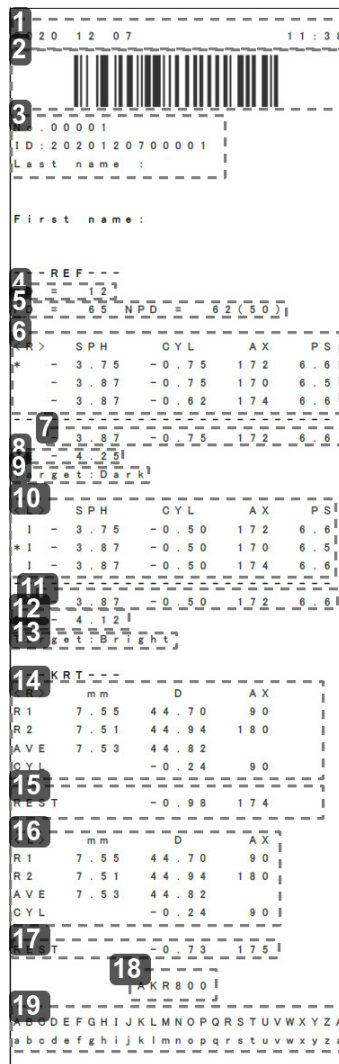 1
2020 12 07 11:38
2
3
No.00001
ID:2020120700001
Last name :
First name:
4
---REF---
= 12
5
= 65 NPD = 62(50)
6
<R> SPH CYL AX PS
* - 3.75 -0.75 172 6.6
- 3.87 -0.75 170 6.5
- 3.87 -0.62 174 6.6
7
- 3.87 -0.75 172 6.6
8
- 4.25
9
Target:Dark
10
SPH CYL AX PS
I - 3.75 -0.50 172 6.6
*I - 3.87 -0.50 170 6.5
I - 3.87 -0.50 174 6.6
11
3.87 -0.50 172 6.6
12
- 4.12
13
Target:Bright
---KRT---
14
<R> mm D AX
R1 7.55 44.70 90
R2 7.51 44.94 180
AVE 7.53 44.82
CYL -0.24 90
15
REST -0.98 174
16
mm D AX
R1 7.55 44.70 90
R2 7.51 44.94 180
AVE 7.53 44.82
CYL -0.24 90
17
REST -0.73 175
18
AKR800
19
ABCDEFGHIJKLMNOPQRSTUVWXYZA
abcdefghijklmnopqrstuvwxyza